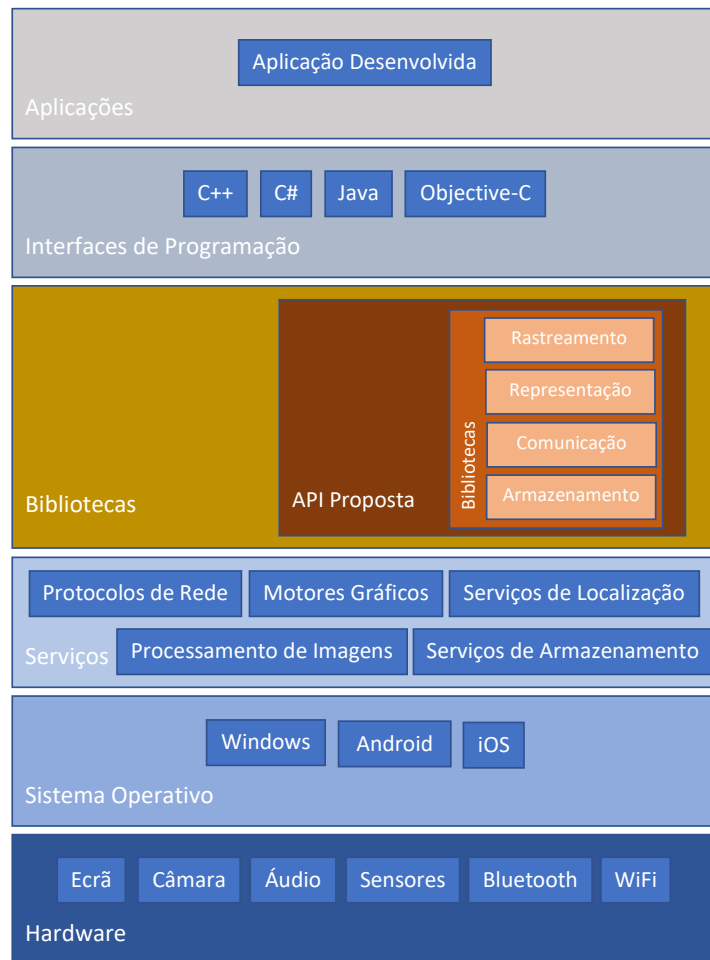 Aplicação Desenvolvida
Aplicações
C++ C# Java Objective-C
Interfaces de Programação
Rastreamento
Representação
Comunicação
Armazenamento
Bibliotecas
API Proposta
Bibliotecas
Protocolos de Rede Motores Gráficos Serviços de Localização
Processamento de Imagens Serviços de Armazenamento
Serviços
Windows Android iOS
Sistema Operativo
Ecrã Câmara Áudio Sensores Bluetooth WiFi
Hardware